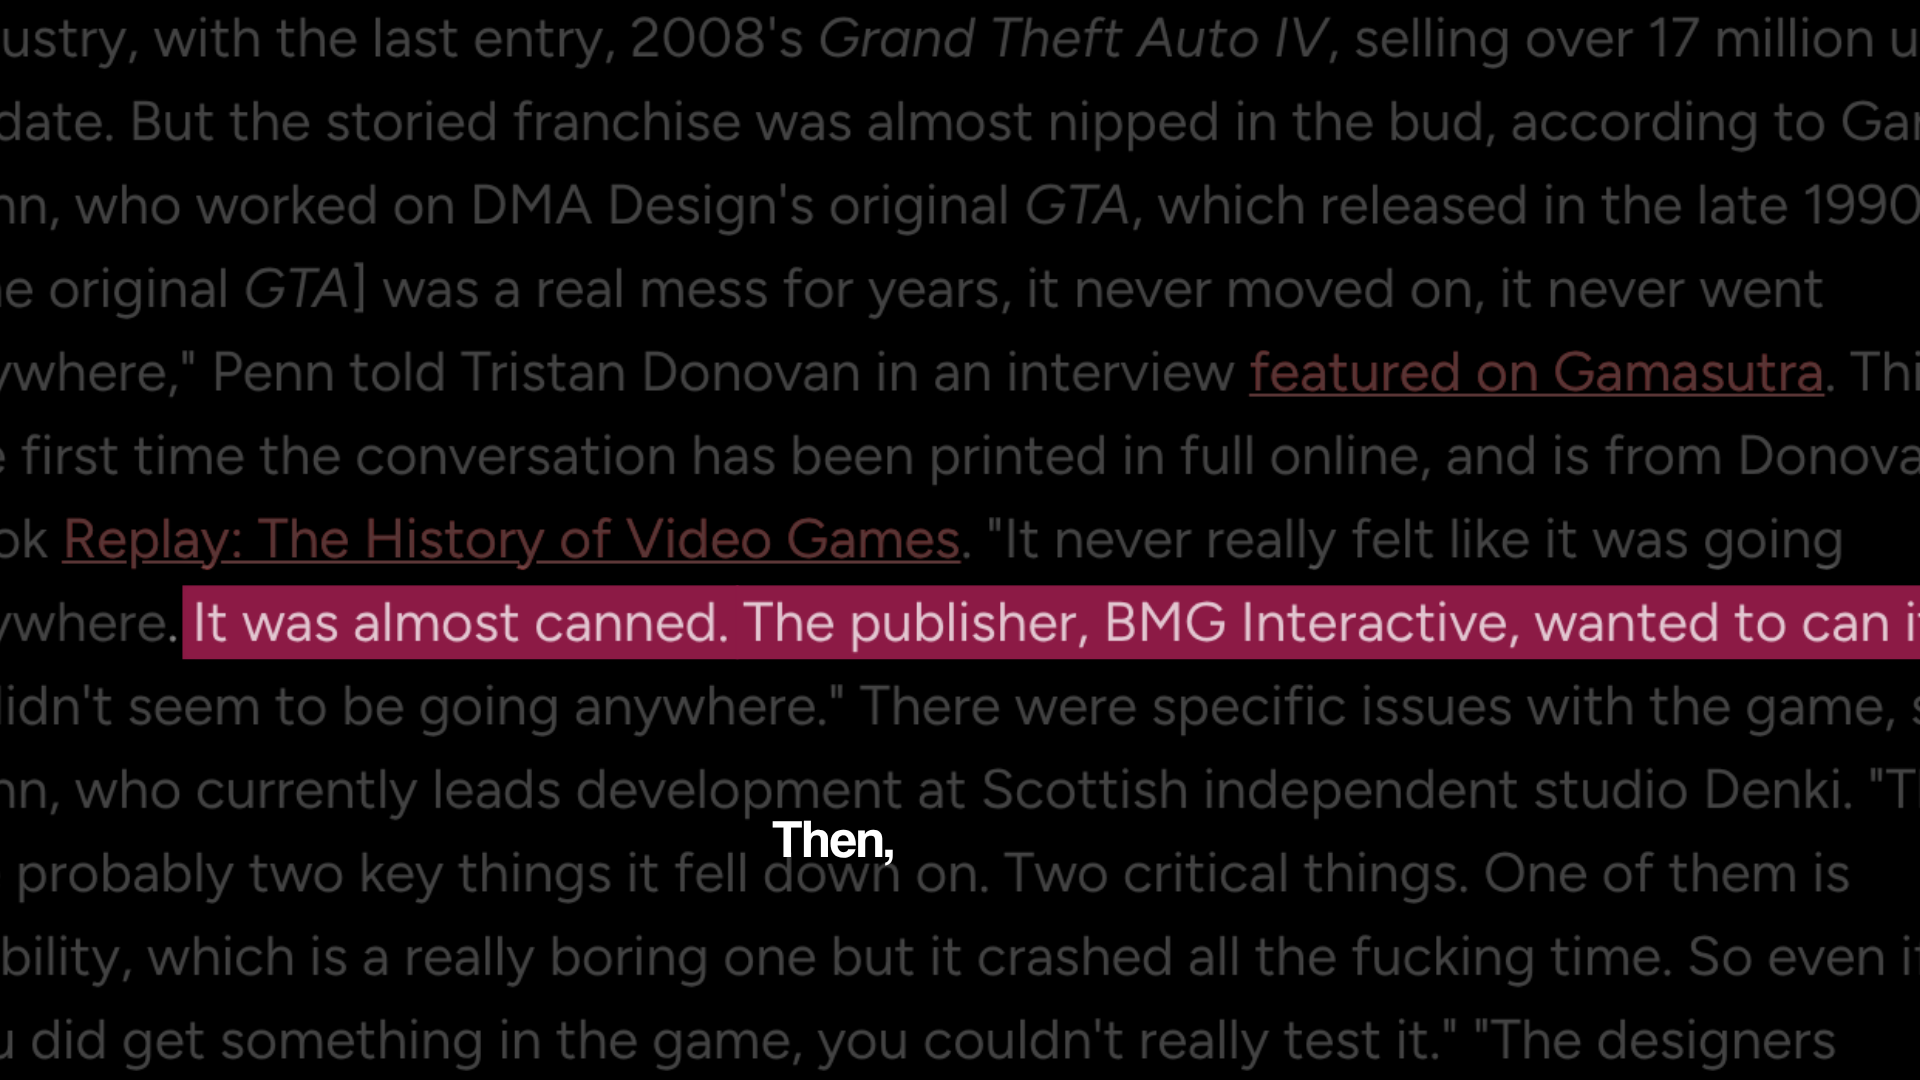 ustry, with the last entry, 2008's Grand Theft Auto IV, selling over 17 million u
date. But the storied franchise was almost nipped in the bud, according to Gar
nn, who worked on DMA Design's original GTA, which released in the late 1990
e original GTA] was a real mess for years, it never moved on, it never went
ywhere," Penn told Tristan Donovan in an interview featured on Gamasutra. Thi
e first time the conversation has been printed in full online, and is from Donova
ok Replay: The History of Video Games. "It never really felt like it was going
ywhere. It was almost canned. The publisher, BMG Interactive, wanted to can it
didn't seem to be going anywhere." There were specific issues with the game, s
nn, who currently leads development at Scottish independent studio Denki. "T
Then,
probably two key things it fell down on. Two critical things. One of them is
bility, which is a really boring one but it crashed all the fucking time. So even if
u did get something in the game, you couldn't really test it." "The designers